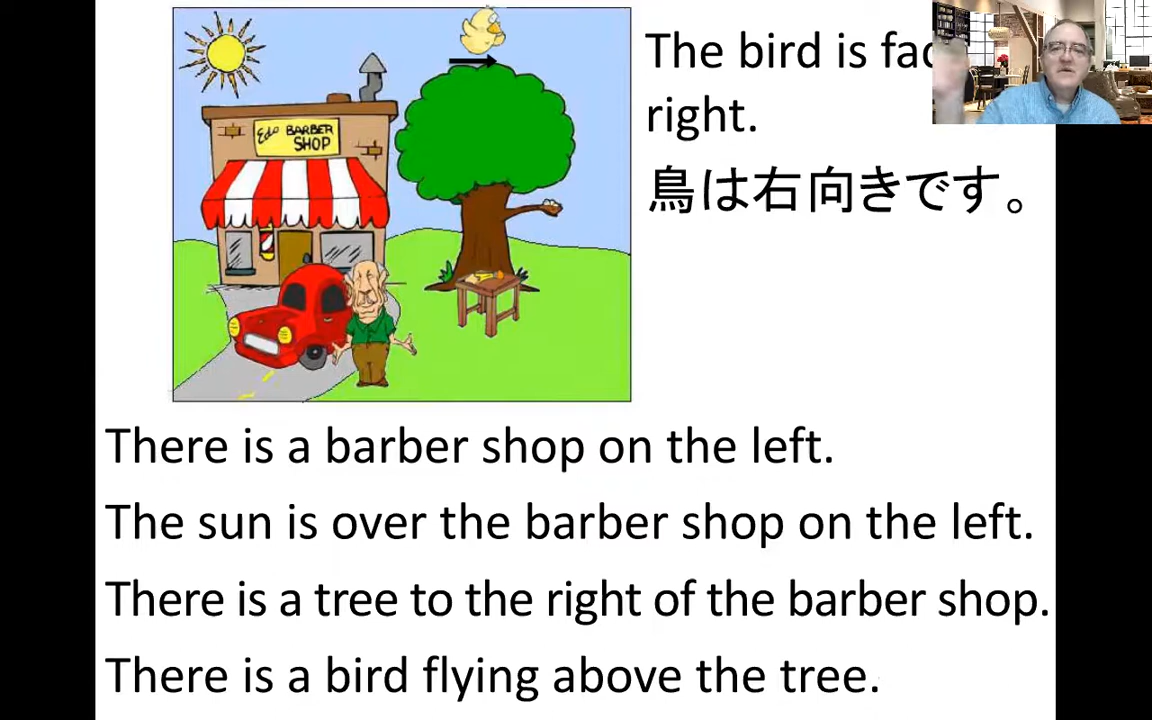 Eds BARBER
SHOP
The bird is fac
right.
鳥は右向きです。
There is a barber shop on the left.
The sun is over the barber shop on the left.
There is a tree to the right of the barber shop.
There is a bird flying above the tree.